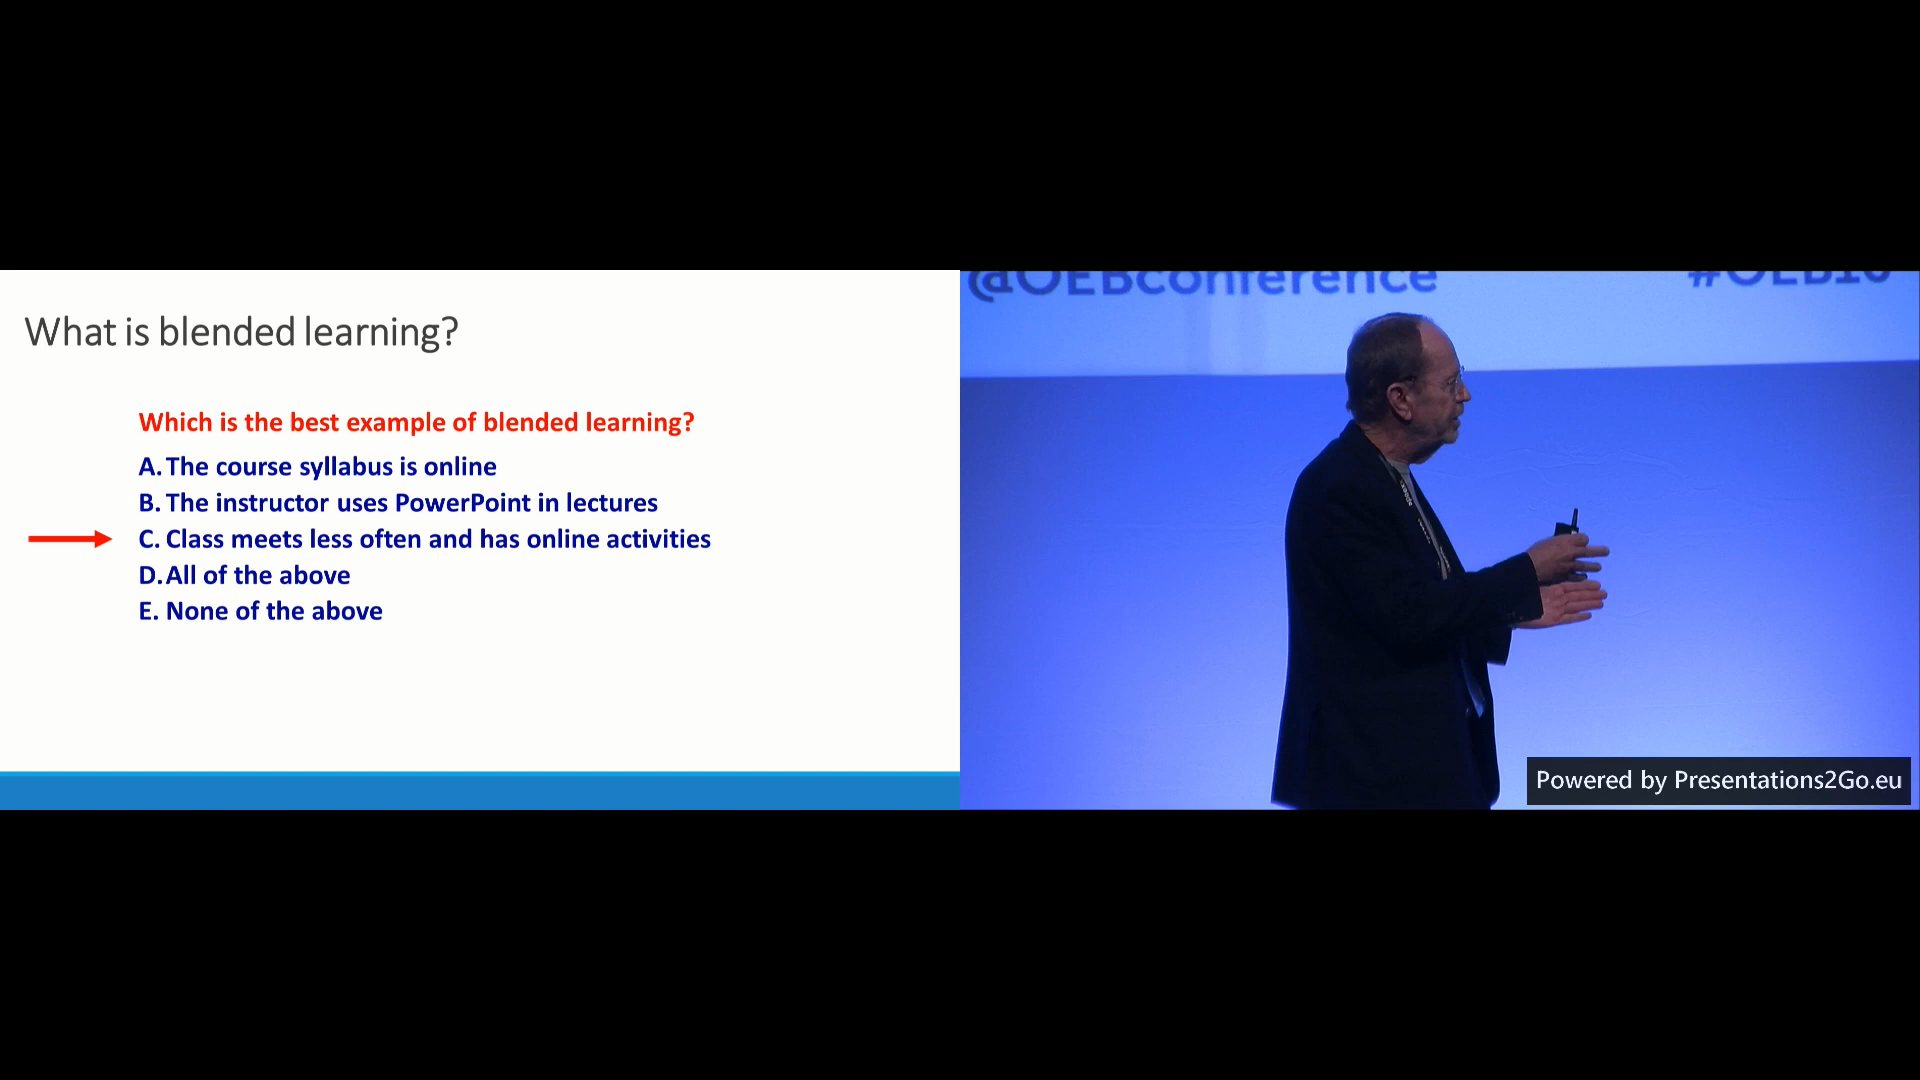 What is blended learning?
Which is the best example of blended learning?
A. The course syllabus is online
B. The instructor uses PowerPoint in lectures
C. Class meets less often and has online activities
D. All of the above
E. None of the above
@OEBconference
Powered by Presentations2Go.eu